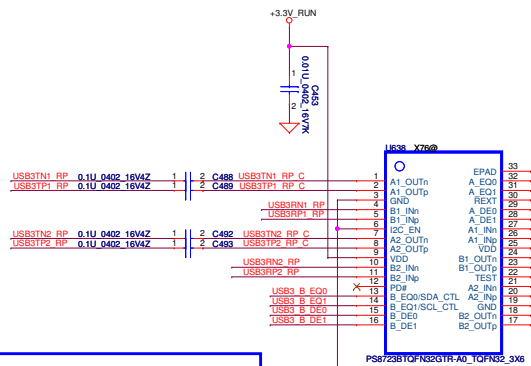 +3.3V_RUN
0.01U_0402_16V7K
C453
1
2
U638 X76@
USB3TN1_RP 0.1U_0402_16V4Z 1 2 C488 USB3TN1_RP_C
USB3TP1_RP 0.1U_0402_16V4Z 1 2 C489 USB3TP1_RP_C
USB3RN1_RP
USB3RP1_RP
USB3TN2_RP 0.1U_0402_16V4Z 1 2 C492 USB3TN2_RP_C
USB3TP2_RP 0.1U_0402_16V4Z 1 2 C493 USB3TP2_RP_C
USB3RN2_RP
USB3RP2_RP
USB3_B_EQ0
USB3_B_EQ1
USB3_B_DE0
USB3_B_DE1
1 A1_OUTn
2 A1_OUTp
3 GND
4 B1_INn
5 B1_INp
6 I2C_EN
7 A2_OUTn
8 A2_OUTp
9 VDD
10 B2_INn
11 B2_INp
12 PD#
13 B_EQ0/SDA_CTL
14 B_EQ1/SCL_CTL
15 B_DE0
16 B_DE1
EPAD 33
A_EQ0 32
A_EQ1 31
REXT 30
A_DE0 29
A_DE1 28
A1_INn 27
A1_INp 26
VDD 25
B1_OUTn 24
B1_OUTp 23
TEST 22
A2_INn 21
A2_INp 20
GND 19
B2_OUTn 18
B2_OUTp 17
PS8723BTQFN32GTR-A0_TQFN32_3X6